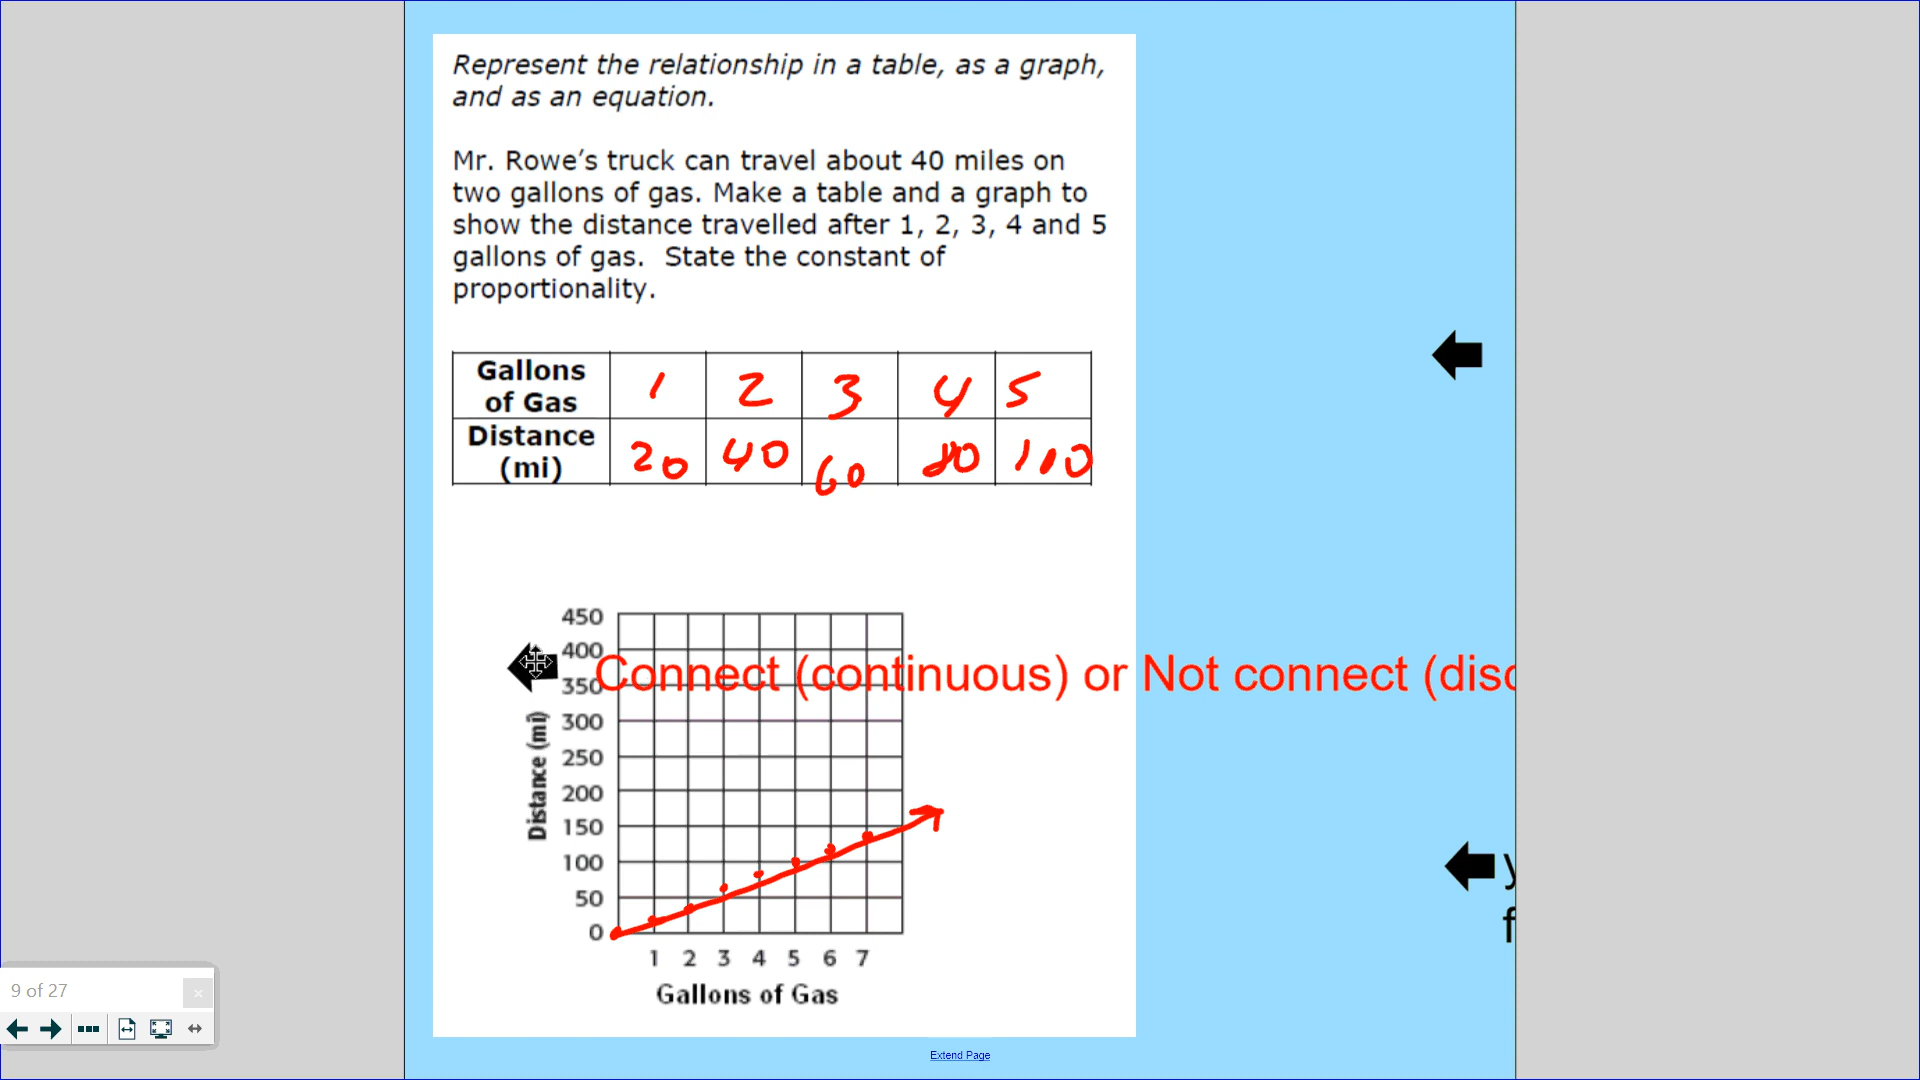 Represent the relationship in a table, as a graph,
and as an equation.
Mr. Rowe’s truck can travel about 40 miles on
two gallons of gas. Make a table and a graph to
show the distance travelled after 1, 2, 3, 4 and 5
gallons of gas. State the constant of
proportionality.
Gallons of Gas 1 2 3 4 5
Distance (mi) 20 40 60 80 100
450
400
Connect (continuous) or Not connect (disc
350
300
250
200
150
100
50
0
Distance (mi)
1 2 3 4 5 6 7
Gallons of Gas
y
f
9 of 27
Extend Page